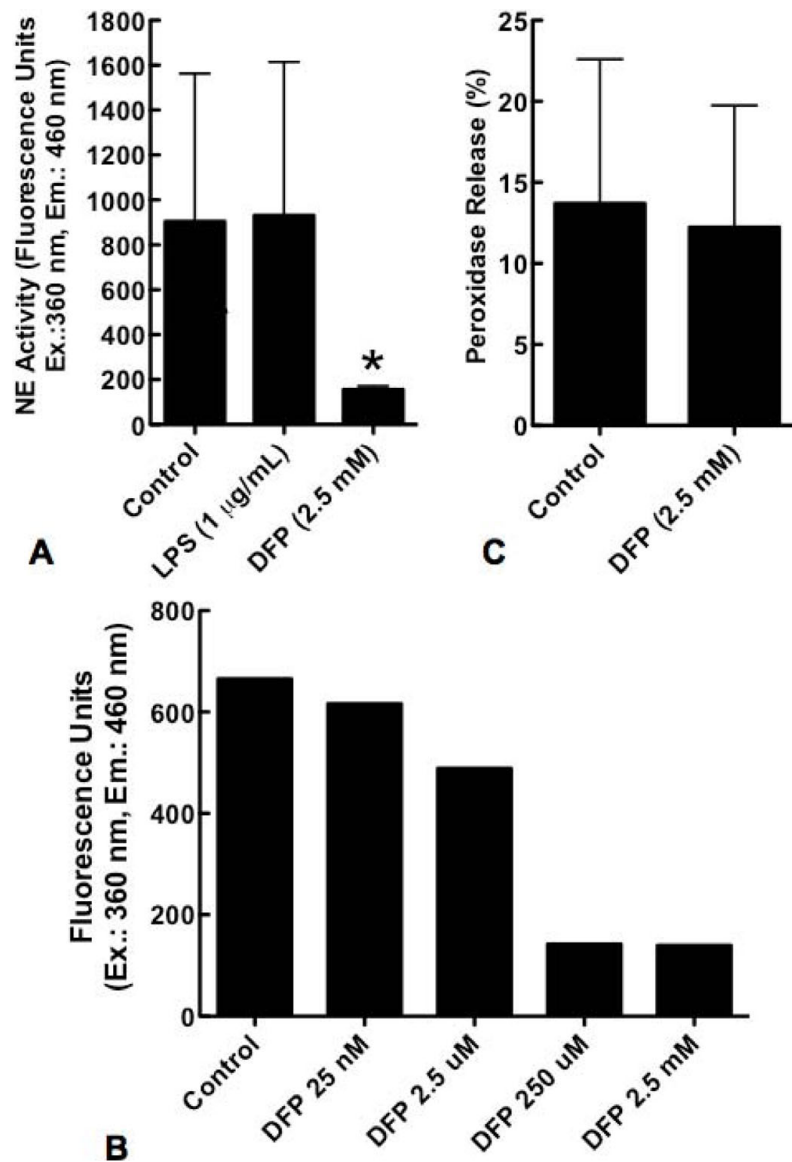 NE Activity (Fluorescence Units
Ex.:360 nm, Em.: 460 nm)
1800
1600
1400
1200
1000
800
600
400
200
0
*
Control
LPS (1 μg/mL)
DFP (2.5 mM)
A
Peroxidase Release (%)
25
20
15
10
5
0
Control
DFP (2.5 mM)
C
Fluorescence Units
(Ex.: 360 nm, Em.: 460 nm)
800
600
400
200
0
Control
DFP 25 nM
DFP 2.5 uM
DFP 250 uM
DFP 2.5 mM
B